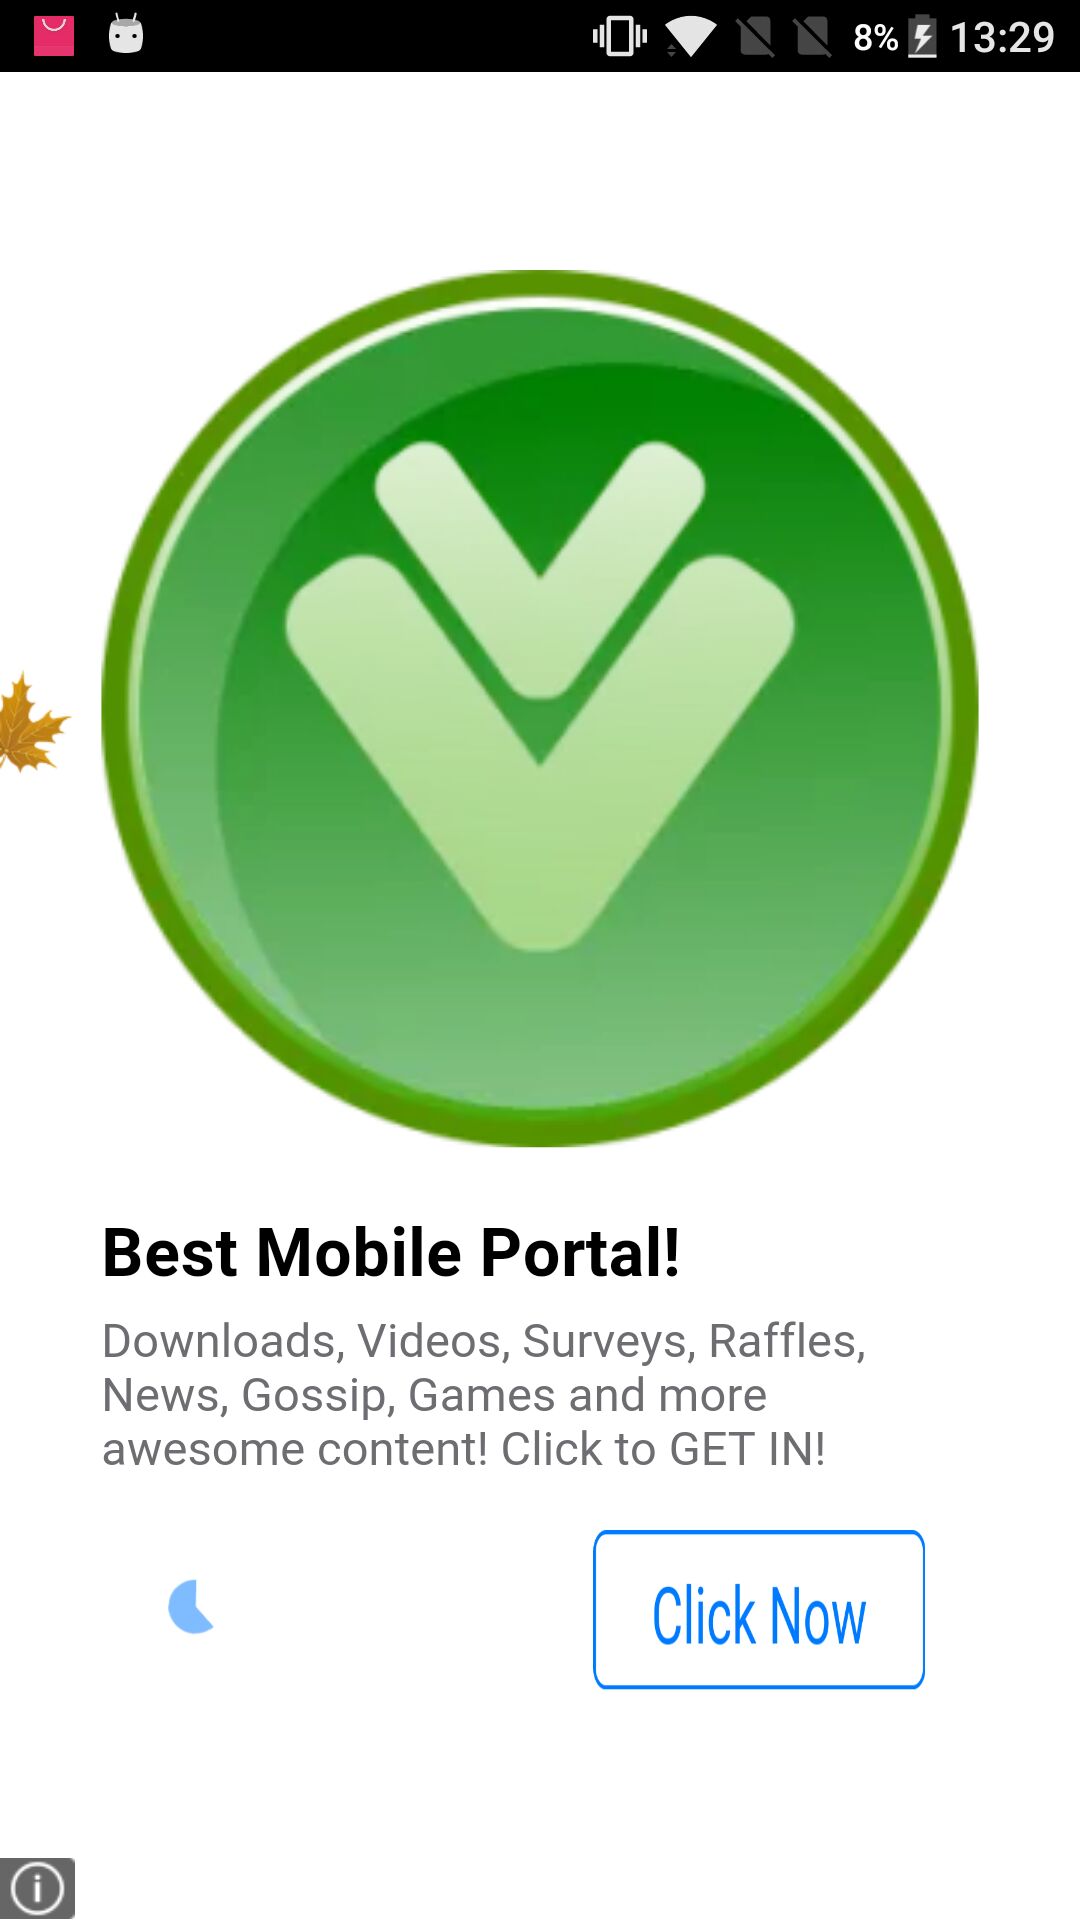 8% 13:29
Best Mobile Portal!
Downloads, Videos, Surveys, Raffles,
News, Gossip, Games and more
awesome content! Click to GET IN!
Click Now